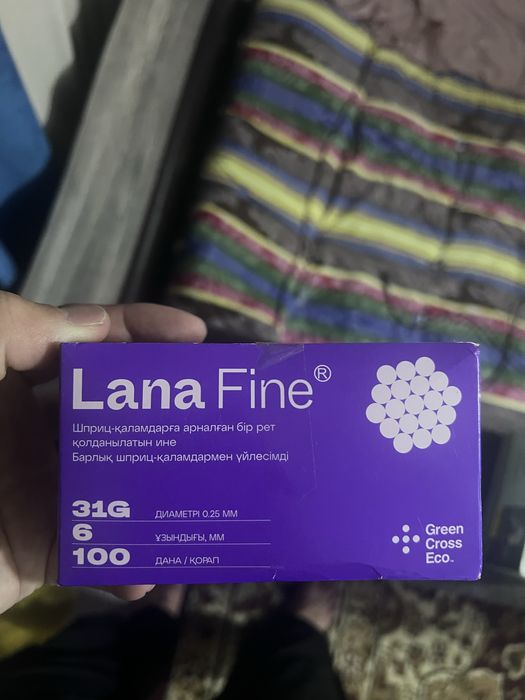 Lana Fine®
Шприц-қаламдарға арналған бір рет
қолданылатын ине
Барлық шприц-қаламдармен үйлесімді
31G ДИАМЕТРІ 0.25 ММ
6 ҰЗЫНДЫҒЫ, ММ
100 ДАНА / ҚОРАП
Green
Cross
Eco™